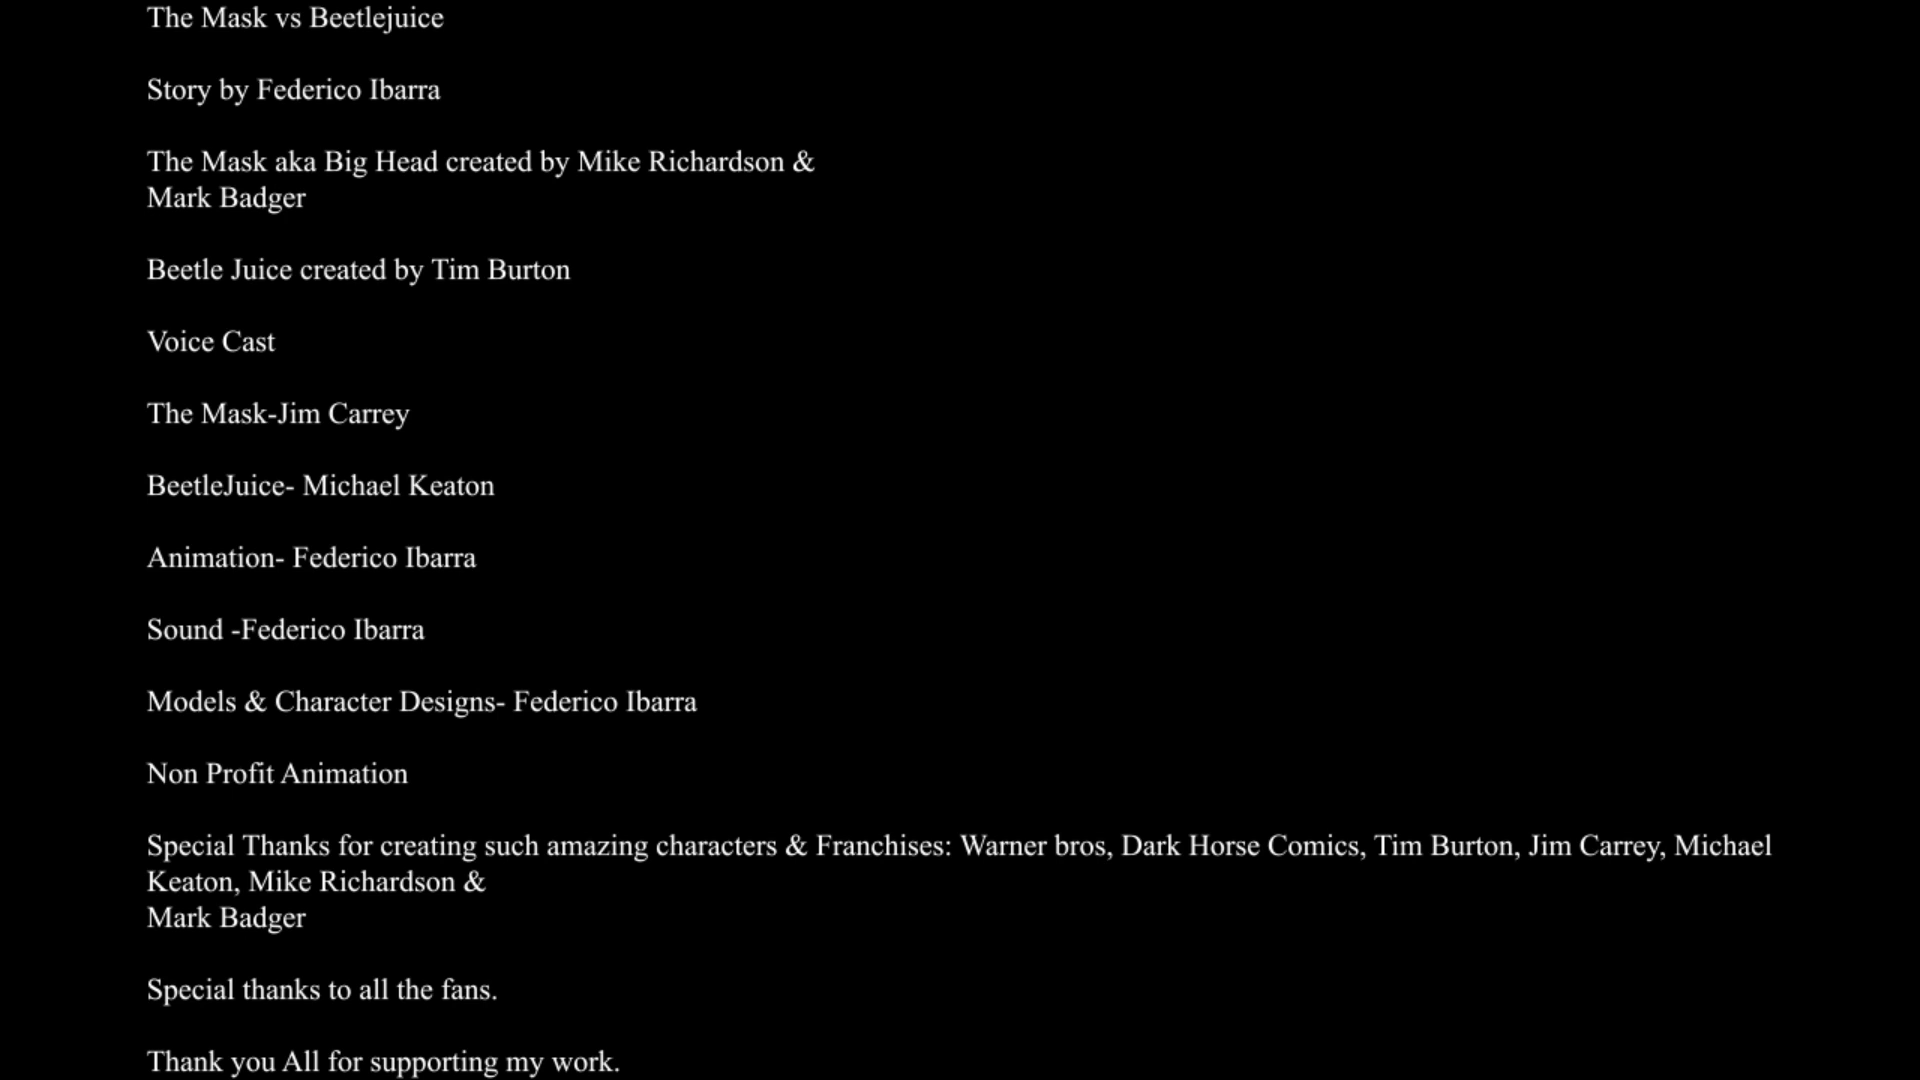 The Mask vs Beetlejuice
Story by Federico Ibarra
The Mask aka Big Head created by Mike Richardson &
Mark Badger
Beetle Juice created by Tim Burton
Voice Cast
The Mask-Jim Carrey
BeetleJuice- Michael Keaton
Animation- Federico Ibarra
Sound -Federico Ibarra
Models & Character Designs- Federico Ibarra
Non Profit Animation
Special Thanks for creating such amazing characters & Franchises: Warner bros, Dark Horse Comics, Tim Burton, Jim Carrey, Michael
Keaton, Mike Richardson &
Mark Badger
Special thanks to all the fans.
Thank you All for supporting my work.